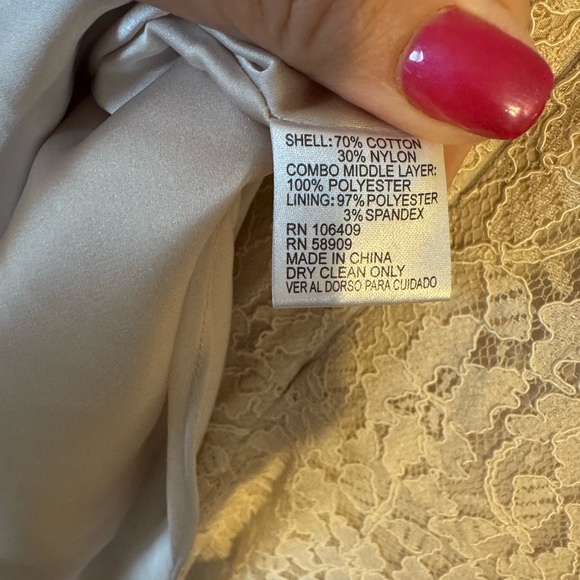 SHELL: 70% COTTON
30% NYLON
COMBO MIDDLE LAYER:
100% POLYESTER
LINING: 97% POLYESTER
3% SPANDEX
RN 106409
RN 58909
MADE IN CHINA
DRY CLEAN ONLY
VER AL DORSO PARA CUIDADO